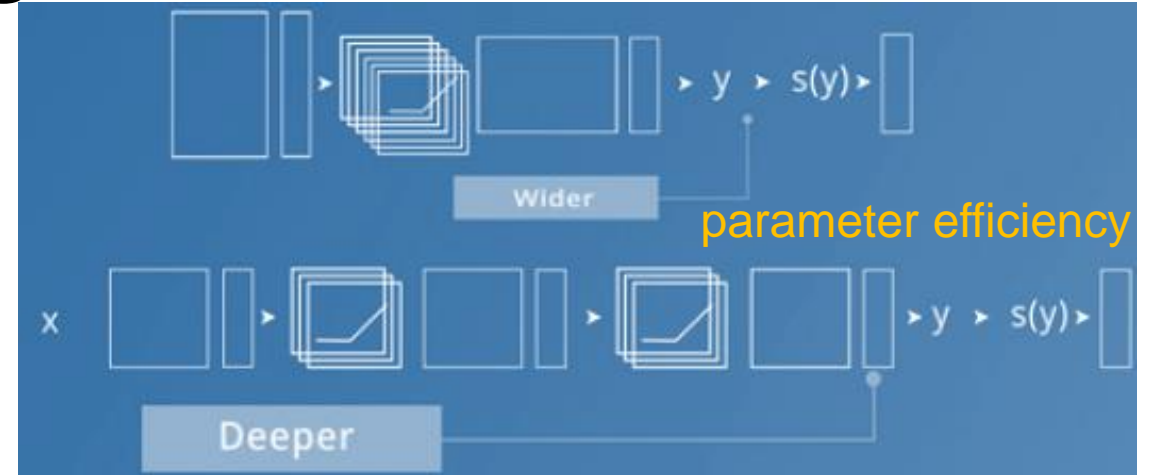 y s(y)
Wider
parameter efficiency
x y s(y)
Deeper